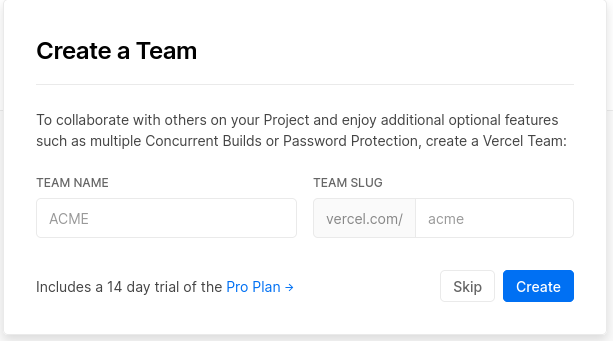 Create a Team
To collaborate with others on your Project and enjoy additional optional features
such as multiple Concurrent Builds or Password Protection, create a Vercel Team:
TEAM NAME
TEAM SLUG
ACME
vercel.com/
acme
Includes a 14 day trial of the Pro Plan →
Skip
Create